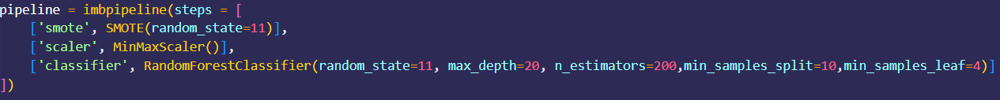 pipeline = imbpipeline(steps = [
    ['smote', SMOTE(random_state=11)],
    ['scaler', MinMaxScaler()],
    ['classifier', RandomForestClassifier(random_state=11, max_depth=20, n_estimators=200,min_samples_split=10,min_samples_leaf=4)]
])